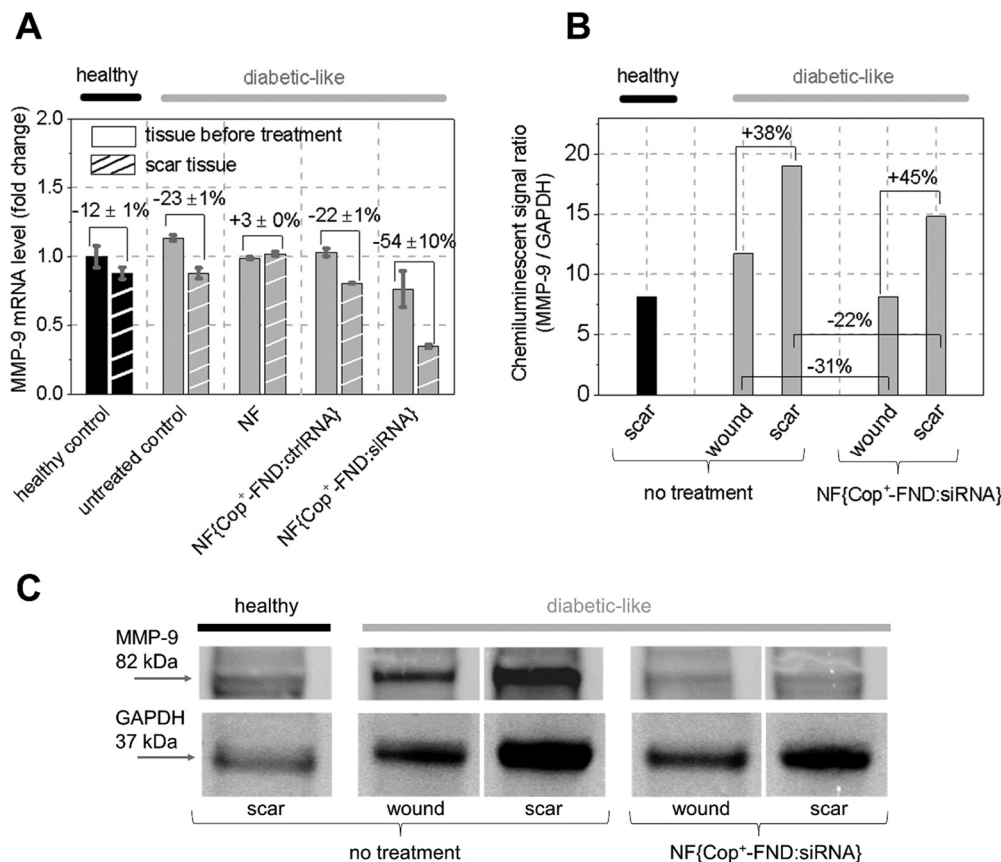 A
healthy
diabetic-like
MMP-9 mRNA level (fold change)
2.0
1.5
1.0
0.5
0.0
tissue before treatment
scar tissue
-12 ± 1%
-23 ± 1%
+3 ± 0%
-22 ± 1%
-54 ± 10%
healthy control
untreated control
NF
NF{Cop⁺-FND:ctrlRNA}
NF{Cop⁺-FND:siRNA}
B
healthy
diabetic-like
Chemiluminescent signal ratio
(MMP-9 / GAPDH)
20
15
10
5
0
+38%
+45%
-22%
-31%
scar
wound
scar
wound
scar
no treatment
NF{Cop⁺-FND:siRNA}
C
healthy
diabetic-like
MMP-9
82 kDa
GAPDH
37 kDa
scar
wound
scar
wound
scar
no treatment
NF{Cop⁺-FND:siRNA}